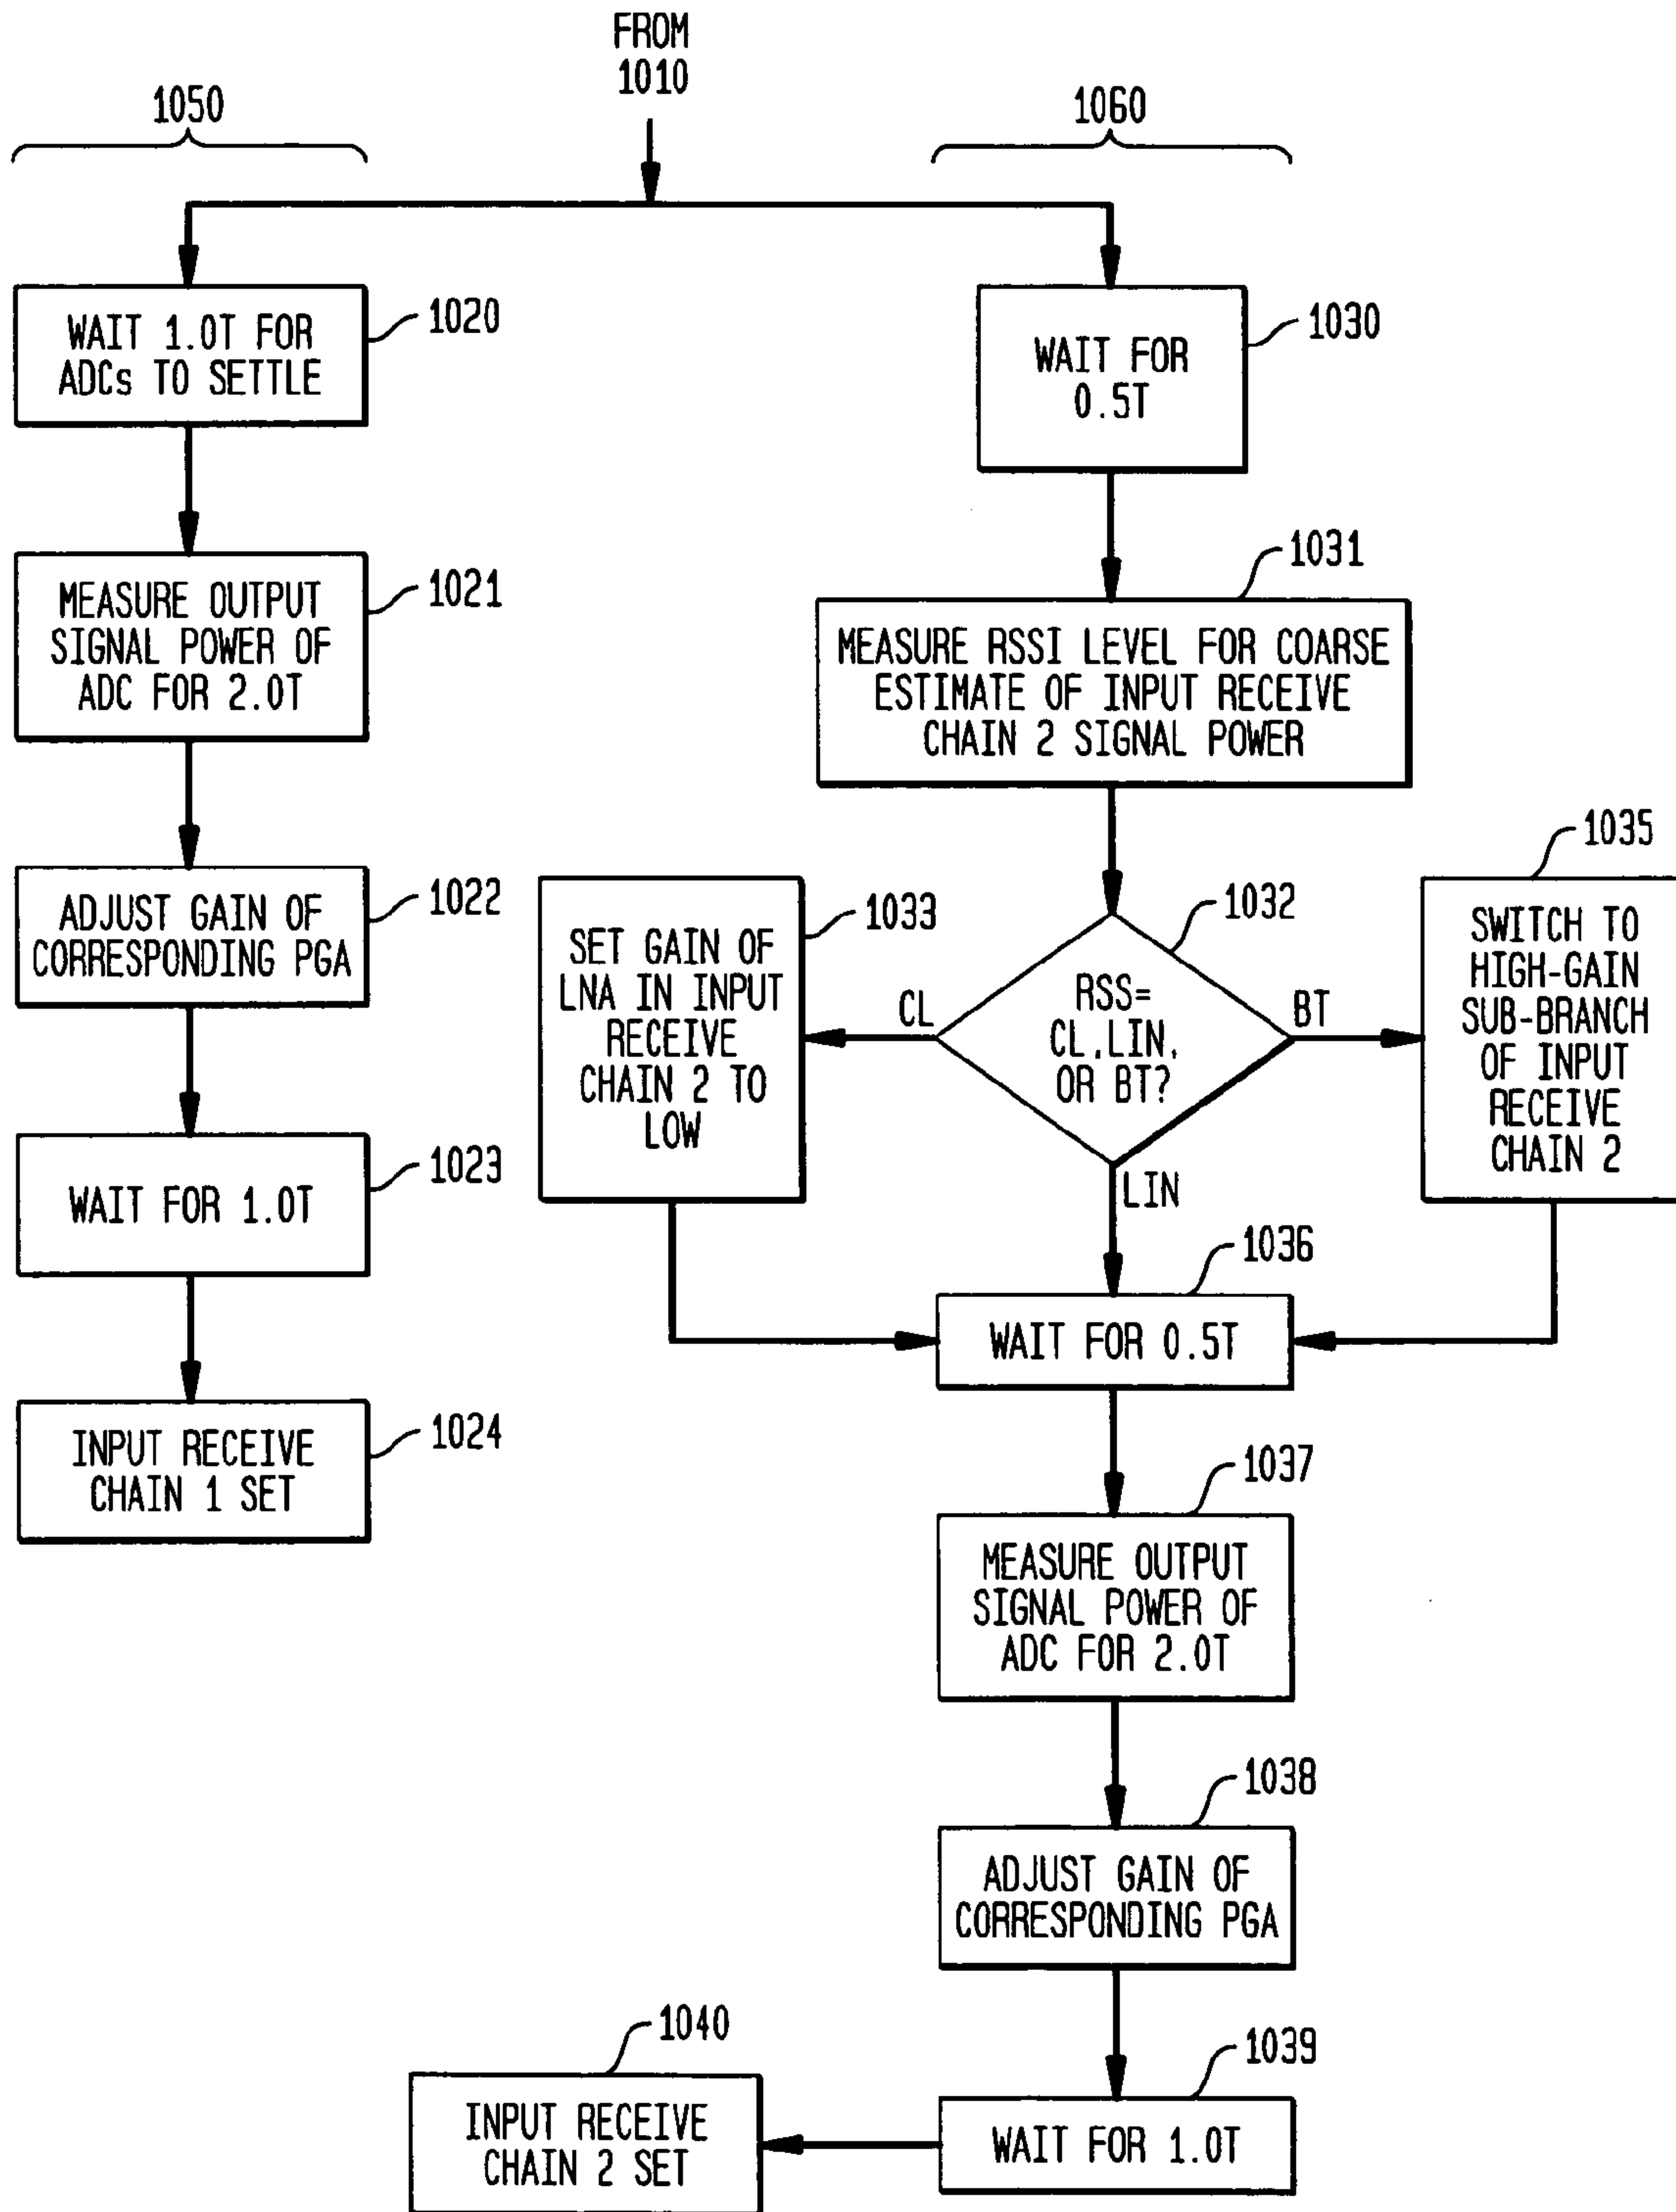 FROM
1010
1050
1060
WAIT 1.0T FOR
ADCs TO SETTLE
1020
WAIT FOR
0.5T
1030
MEASURE OUTPUT
SIGNAL POWER OF
ADC FOR 2.0T
1021
MEASURE RSSI LEVEL FOR COARSE
ESTIMATE OF INPUT RECEIVE
CHAIN 2 SIGNAL POWER
1031
ADJUST GAIN OF
CORRESPONDING PGA
1022
SET GAIN OF
LNA IN INPUT
RECEIVE
CHAIN 2 TO
LOW
1033
RSS=
CL,LIN,
OR BT?
1032
CL
BT
LIN
SWITCH TO
HIGH-GAIN
SUB-BRANCH
OF INPUT
RECEIVE
CHAIN 2
1035
WAIT FOR 1.0T
1023
WAIT FOR 0.5T
1036
INPUT RECEIVE
CHAIN 1 SET
1024
MEASURE OUTPUT
SIGNAL POWER OF
ADC FOR 2.0T
1037
ADJUST GAIN OF
CORRESPONDING PGA
1038
WAIT FOR 1.0T
1039
INPUT RECEIVE
CHAIN 2 SET
1040